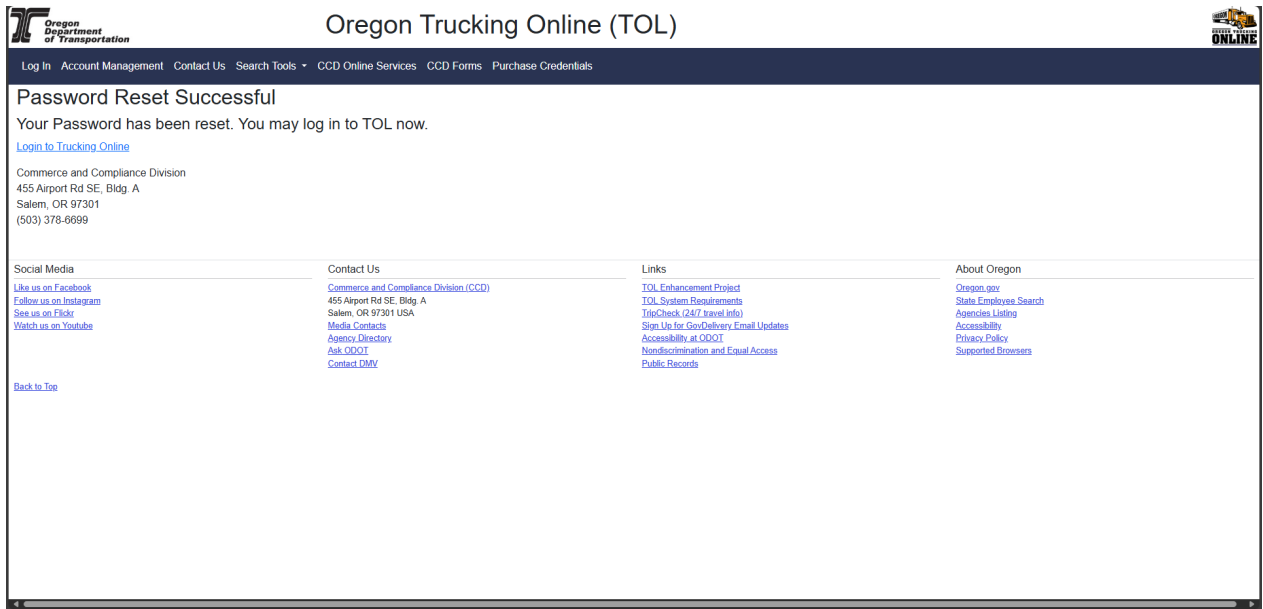 Oregon
Department
of Transportation
Oregon Trucking Online (TOL)
OREGON TRUCKING
ONLINE
Log In Account Management Contact Us Search Tools CCD Online Services CCD Forms Purchase Credentials
Password Reset Successful
Your Password has been reset. You may log in to TOL now.
Login to Trucking Online
Commerce and Compliance Division
455 Airport Rd SE, Bldg. A
Salem, OR 97301
(503) 378-6699
Social Media
Like us on Facebook
Follow us on Instagram
See us on Flickr
Watch us on Youtube
Contact Us
Commerce and Compliance Division (CCD)
455 Airport Rd SE, Bldg. A
Salem, OR 97301 USA
Media Contacts
Agency Directory
Ask ODOT
Contact DMV
Links
TOL Enhancement Project
TOL System Requirements
TripCheck (24/7 travel info)
Sign Up for GovDelivery Email Updates
Accessibility at ODOT
Nondiscrimination and Equal Access
Public Records
About Oregon
Oregon.gov
State Employee Search
Agencies Listing
Accessibility
Privacy Policy
Supported Browsers
Back to Top